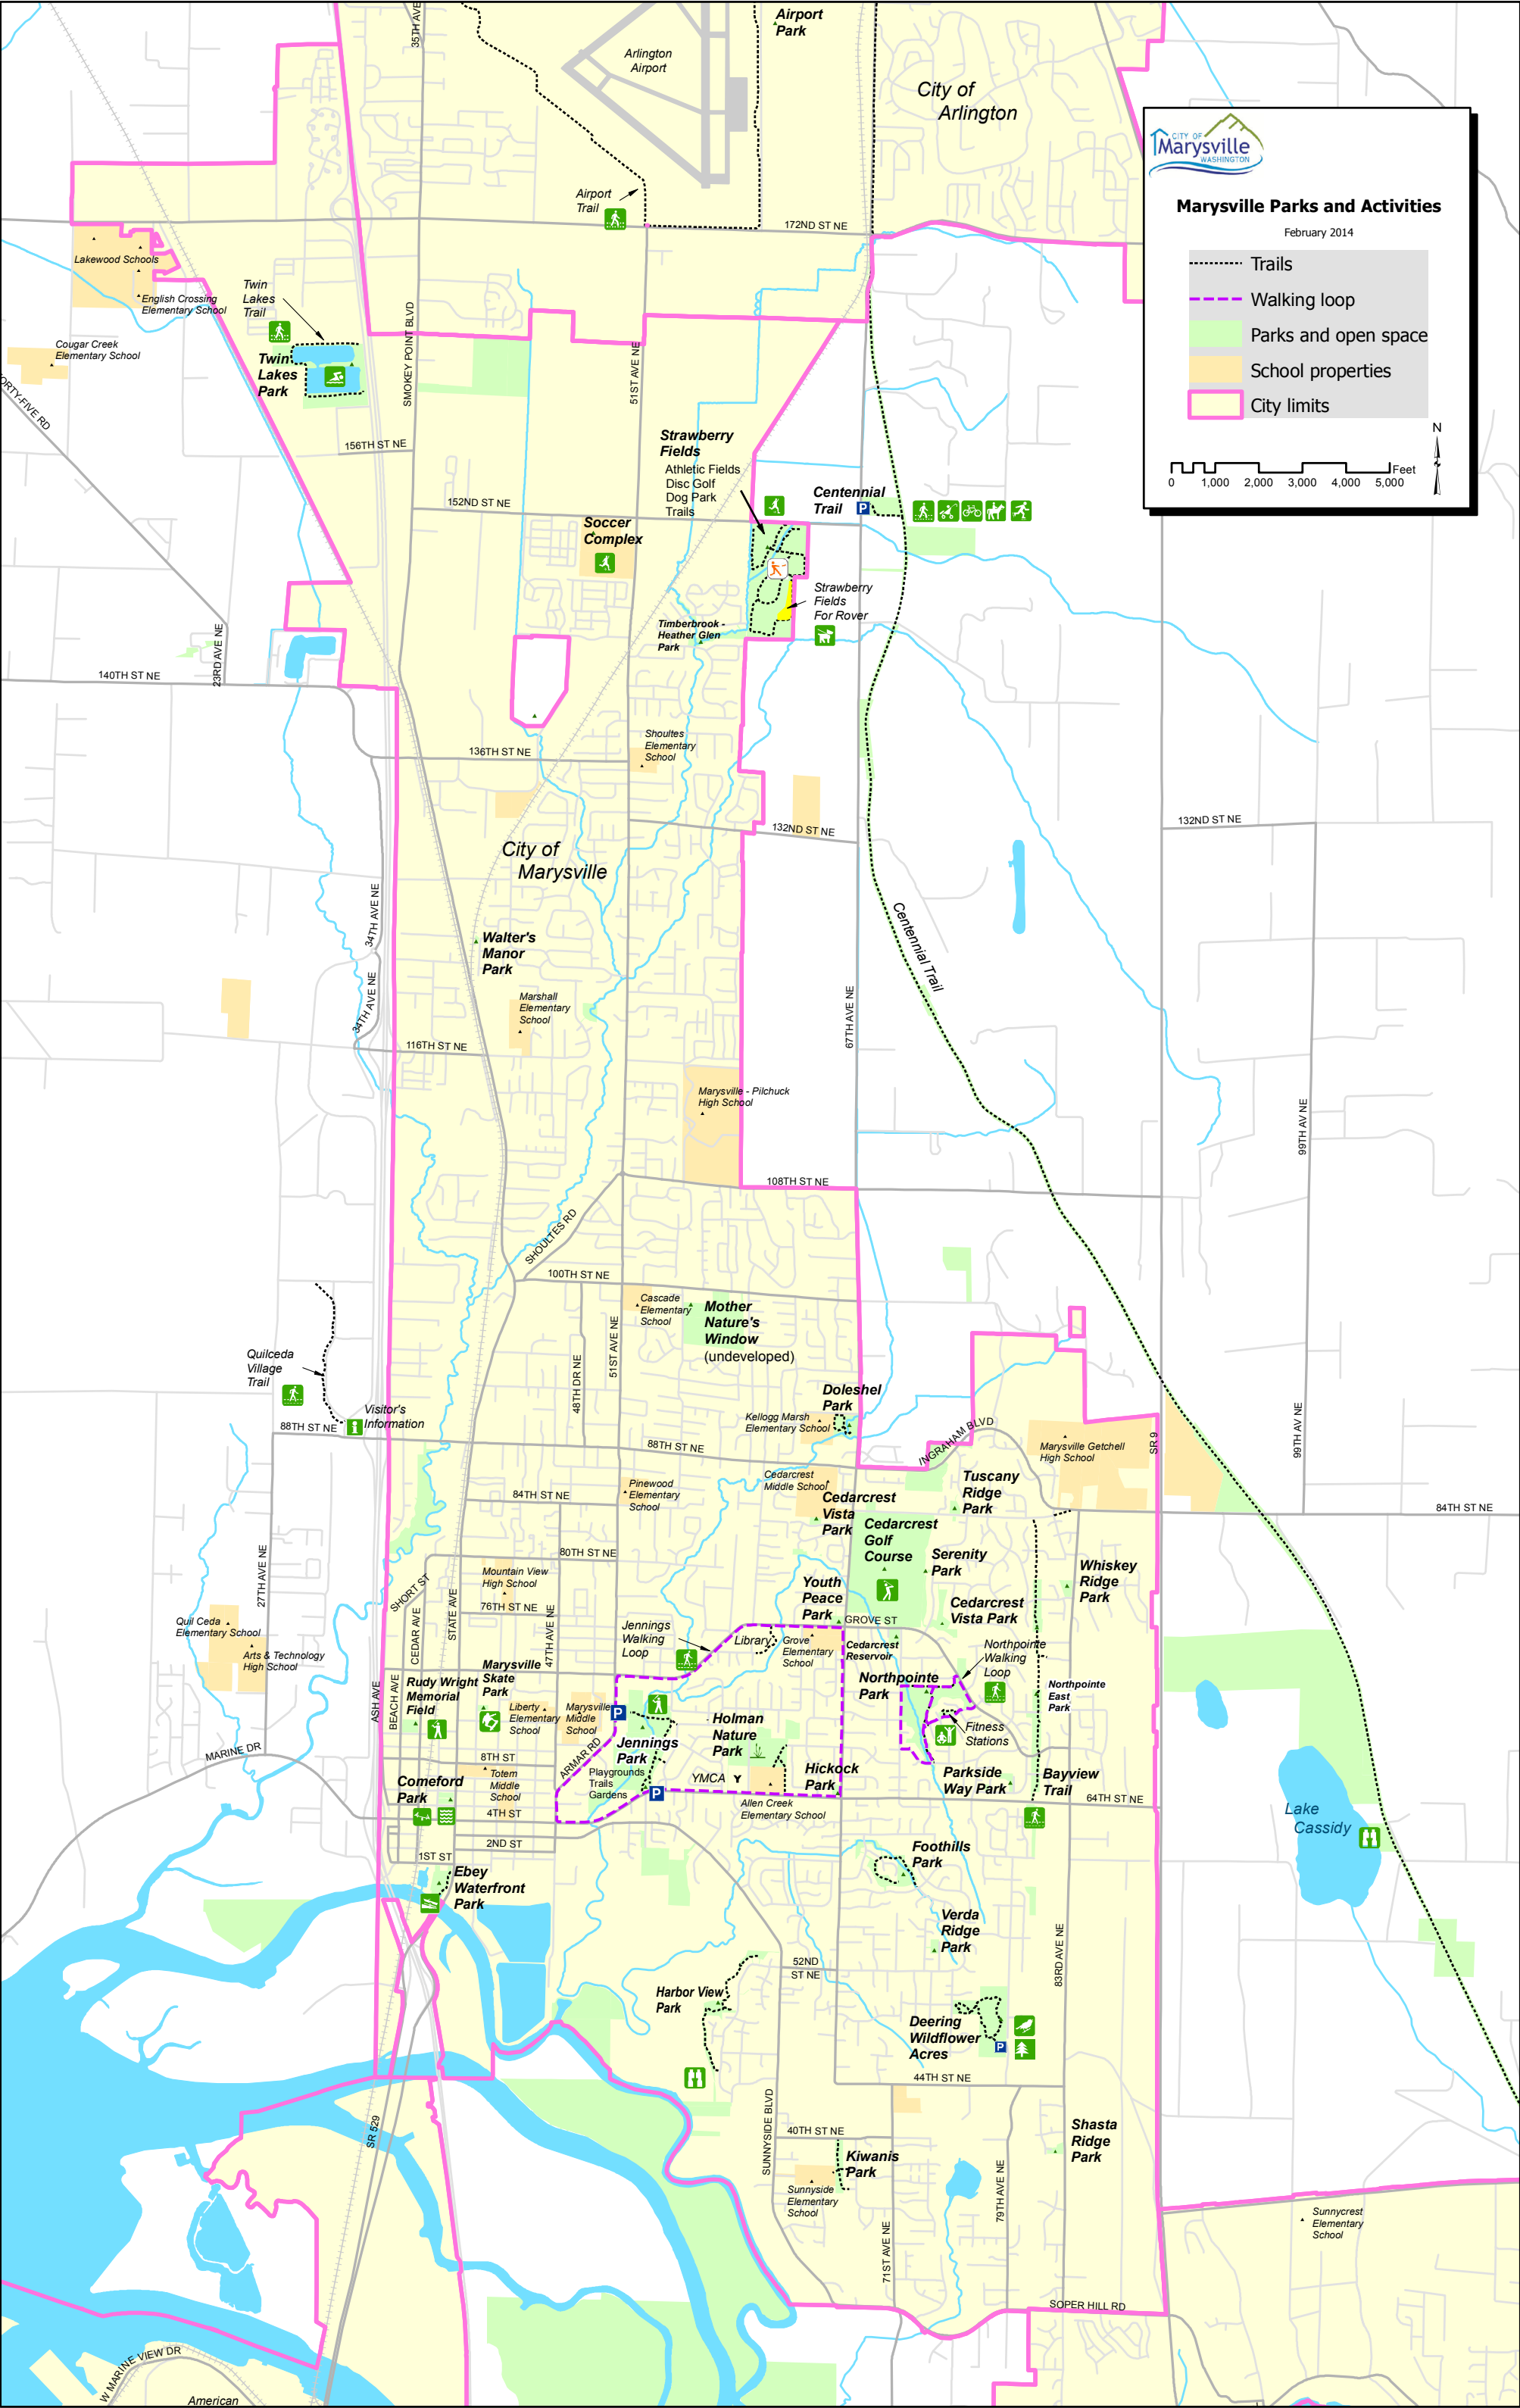 35TH AVE
Airport
Park
Arlington
Airport
City of
Arlington
CITY OF
Marysville
WASHINGTON
Marysville Parks and Activities
February 2014
Trails
Walking loop
Parks and open space
School properties
City limits
N
Feet
0 1,000 2,000 3,000 4,000 5,000
Airport
Trail
172ND ST NE
Lakewood Schools
English Crossing
Elementary School
Twin
Lakes
Trail
Cougar Creek
Elementary School
Twin
Lakes
Park
SMOKEY POINT BLVD
51ST AVE NE
ORTY-FIVE RD
156TH ST NE
Strawberry
Fields
Athletic Fields
Disc Golf
Dog Park
Trails
152ND ST NE
Centennial
Trail
P
Soccer
Complex
Strawberry
Fields
For Rover
Timberbrook -
Heather Glen
Park
23RD AVE NE
140TH ST NE
136TH ST NE
Shoultes
Elementary
School
132ND ST NE
132ND ST NE
City of
Marysville
34TH AVE NE
Centennial Trail
Walter's
Manor
Park
34TH AVE NE
Marshall
Elementary
School
67TH AVE NE
116TH ST NE
Marysville - Pilchuck
High School
99TH AV NE
108TH ST NE
SHOULTES RD
100TH ST NE
Cascade
Elementary
School
Mother
Nature's
Window
(undeveloped)
51ST AVE NE
48TH DR NE
Quilceda
Village
Trail
Visitor's
Information
88TH ST NE
Doleshel
Park
Kellogg Marsh
Elementary School
88TH ST NE
INGRAHAM BLVD
Marysville Getchell
High School
SR 9
99TH AV NE
Cedarcrest
Middle School
Pinewood
Elementary
School
Tuscany
Ridge
Park
84TH ST NE
84TH ST NE
Cedarcrest
Vista
Park
Cedarcrest
Golf
Course
80TH ST NE
Serenity
Park
Whiskey
Ridge
Park
Mountain View
High School
27TH AVE NE
SHORT ST
Youth
Peace
Park
Cedarcrest
Vista Park
76TH ST NE
GROVE ST
Quil Ceda
Elementary School
Arts & Technology
High School
CEDAR AVE
STATE AVE
47TH AVE NE
Jennings
Walking
Loop
Library
Grove
Elementary
School
Cedarcrest
Reservoir
Northpointe
Walking
Loop
Marysville
Skate
Park
Rudy Wright
Memorial
Field
Northpointe
Park
Northpointe
East
Park
ASH AVE
BEACH AVE
Liberty
Elementary
School
Marysville
Middle
School
P
Holman
Nature
Park
Fitness
Stations
Jennings
Park
Playgrounds
Trails
Gardens
P
MARINE DR
8TH ST
ARMAR RD
Totem
Middle
School
YMCA
Y
Hickock
Park
Parkside
Way Park
Bayview
Trail
Comeford
Park
Allen Creek
Elementary School
64TH ST NE
4TH ST
2ND ST
1ST ST
Lake
Cassidy
Foothills
Park
Ebey
Waterfront
Park
Verda
Ridge
Park
52ND
ST NE
83RD AVE NE
Harbor View
Park
Deering
Wildflower
Acres
P
44TH ST NE
SR 529
SUNNYSIDE BLVD
40TH ST NE
Shasta
Ridge
Park
Kiwanis
Park
Sunnyside
Elementary
School
79TH AVE NE
71ST AVE NE
Sunnycrest
Elementary
School
SOPER HILL RD
W MARINE VIEW DR
American